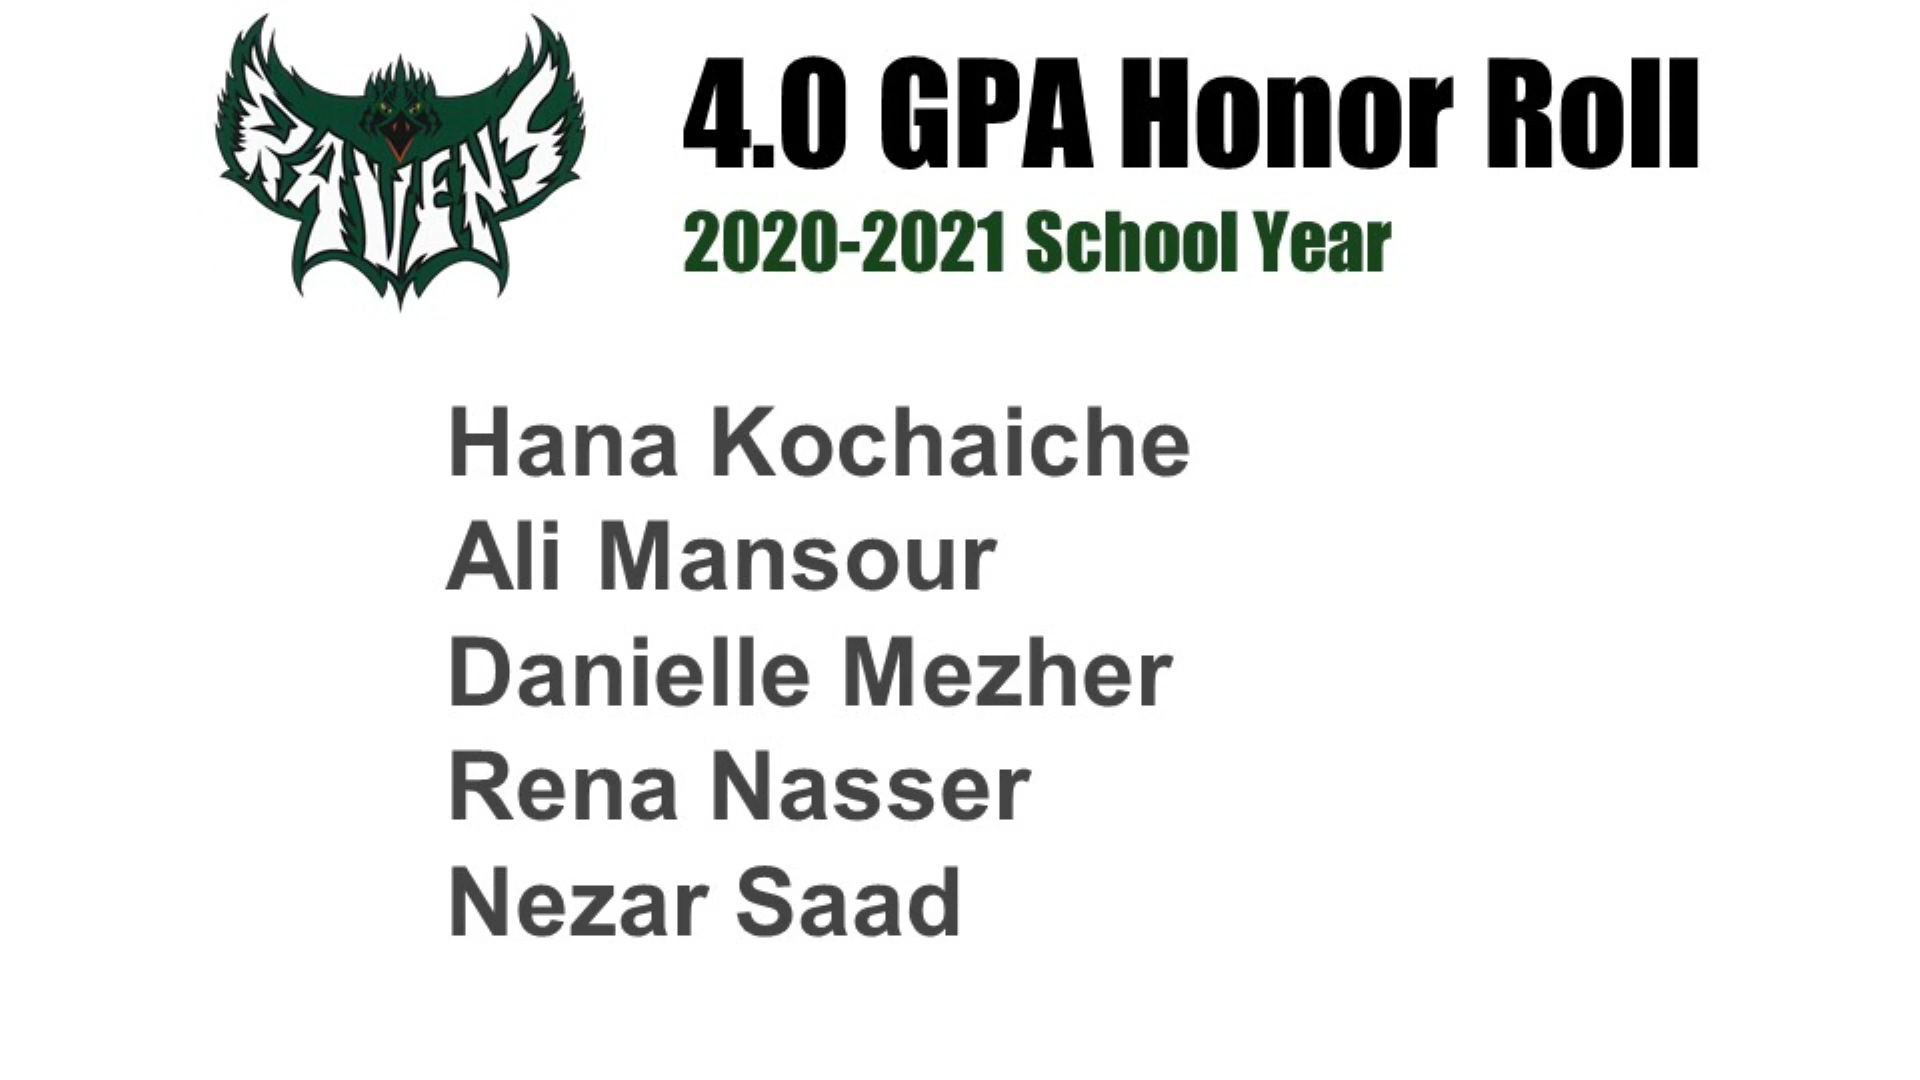 RAVENS
4.0 GPA Honor Roll
2020-2021 School Year
Hana Kochaiche
Ali Mansour
Danielle Mezher
Rena Nasser
Nezar Saad